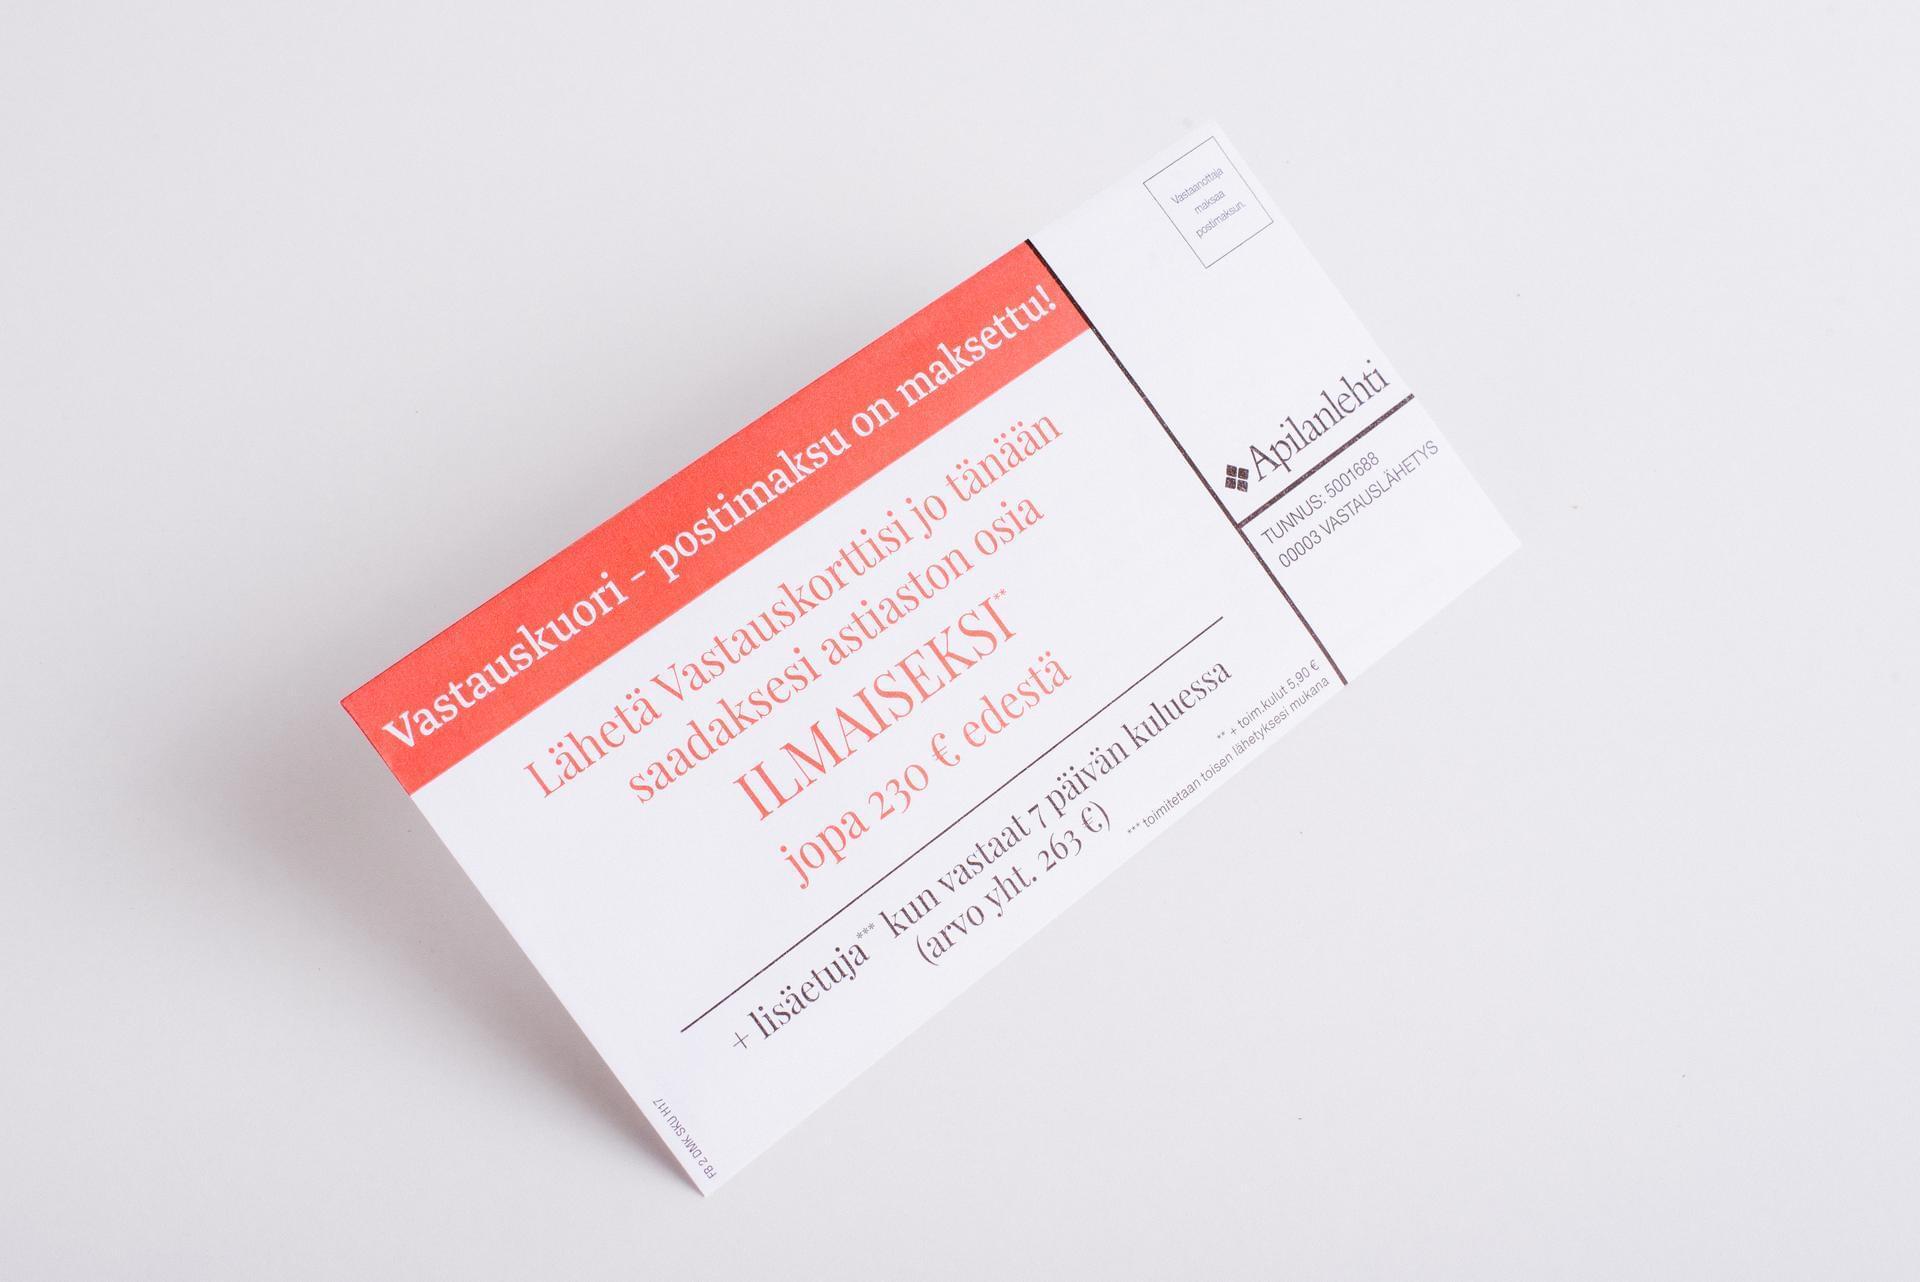 Vastauskuori - postimaksu on maksettu!
Lähetä Vastauskorttisi jo tänään
saadaksesi astiaston osia
ILMAISEKSI**
jopa 230 € edestä
+ lisäetuja*** kun vastaat 7 päivän kuluessa
(arvo yht. 263 €)
** + toim.kulut 5,90 €
*** toimitetaan toisen lähetyksesi mukana
FB 2 DMK SKU H17
Vastaanottaja
maksaa
postimaksun.
Apilanlehti
TUNNUS: 5001688
00003 VASTAUSLÄHETYS